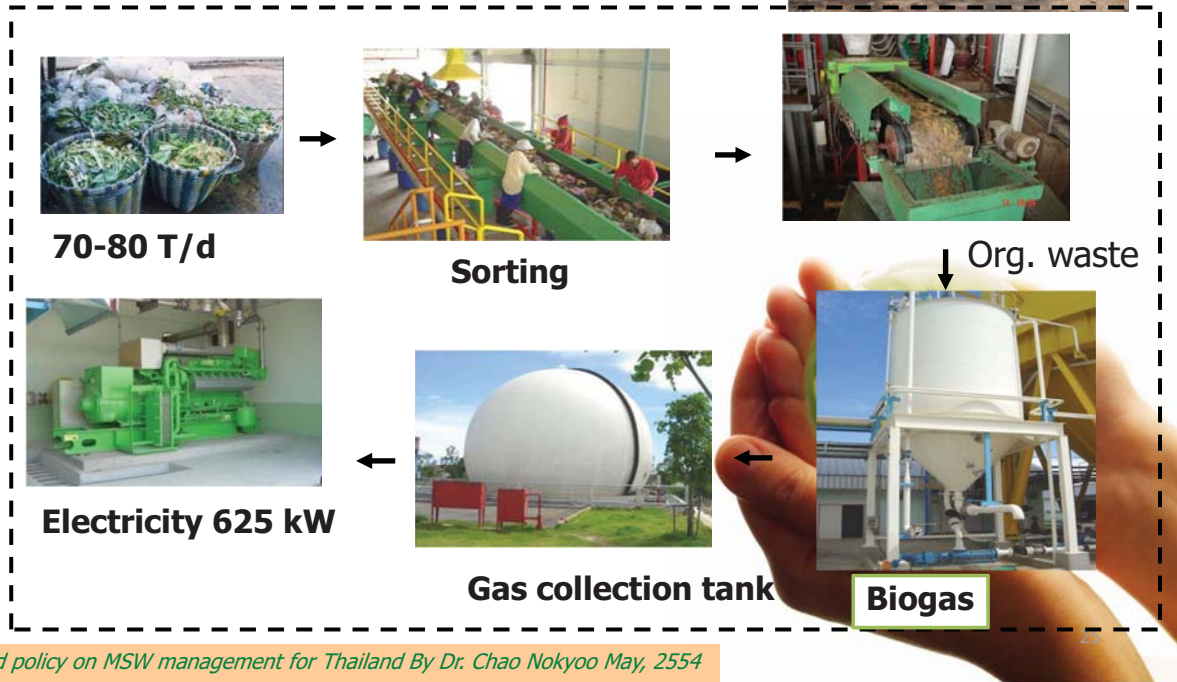 70-80 T/d
Sorting
Org. waste
Electricity 625 kW
Gas collection tank
Biogas
25
d policy on MSW management for Thailand By Dr. Chao Nokyoo May, 2554